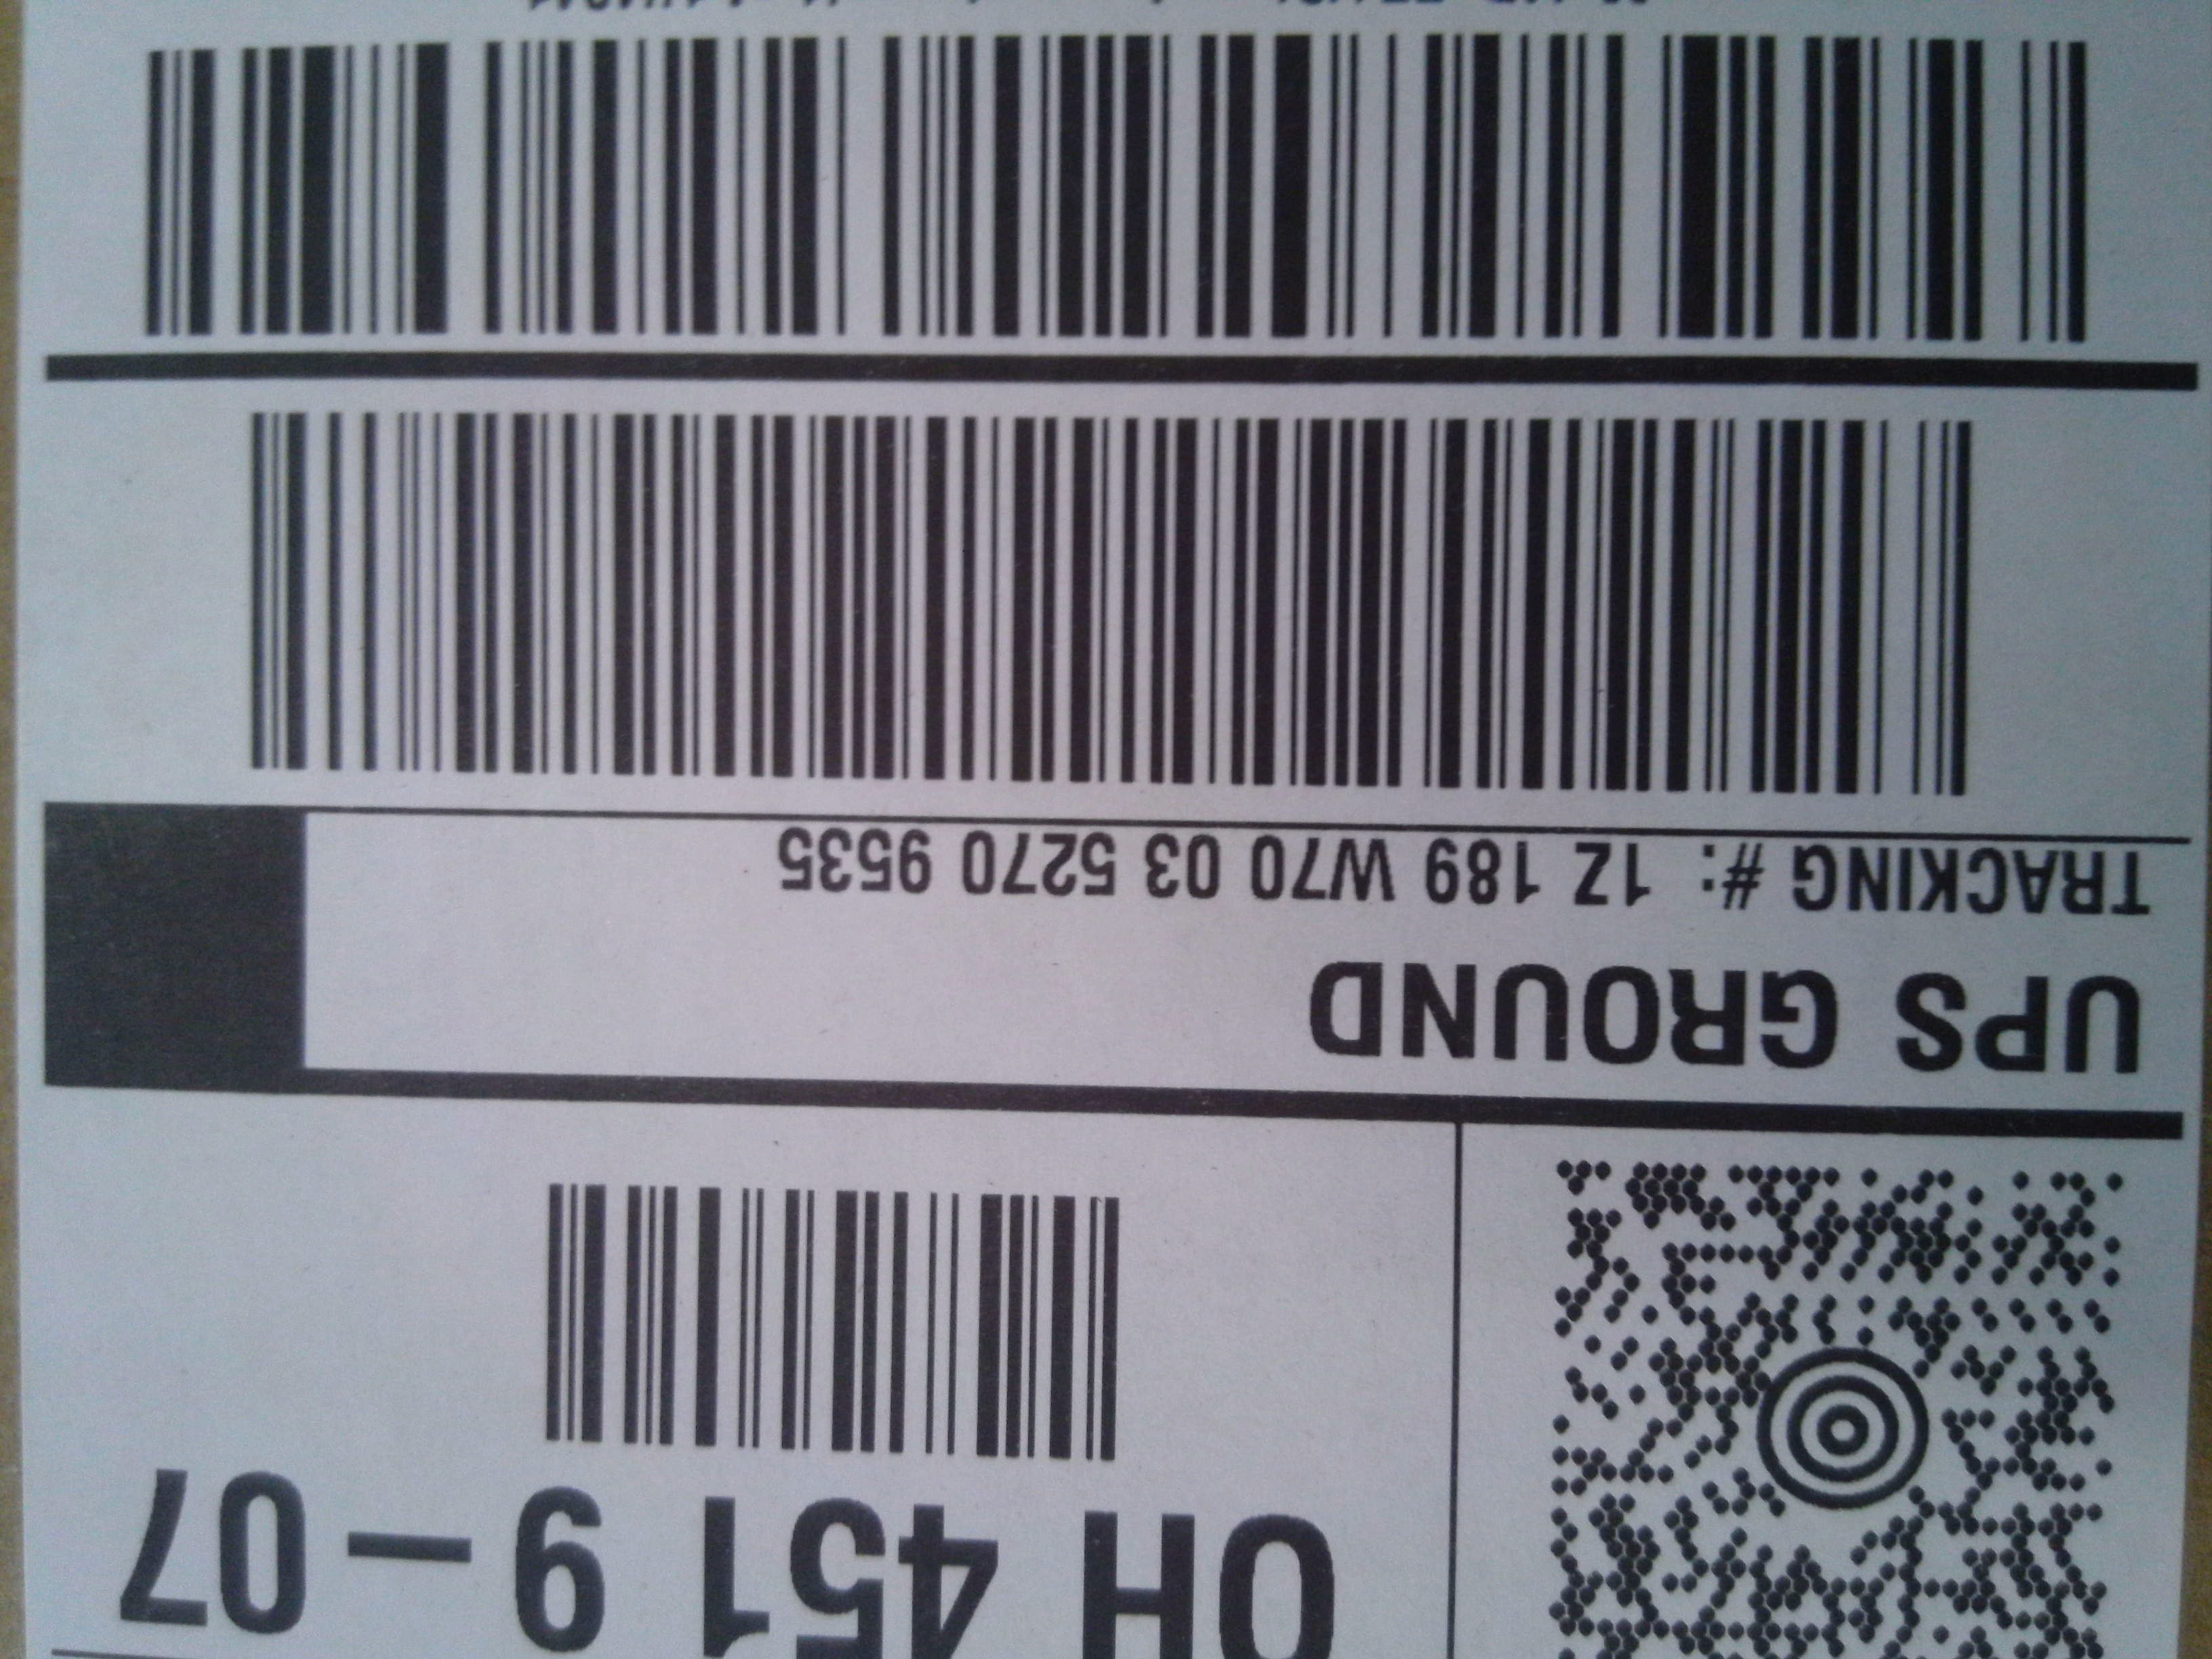 OH 451 9 – 07
UPS GROUND
TRACKING #: 1Z 189 W70 03 5270 9535